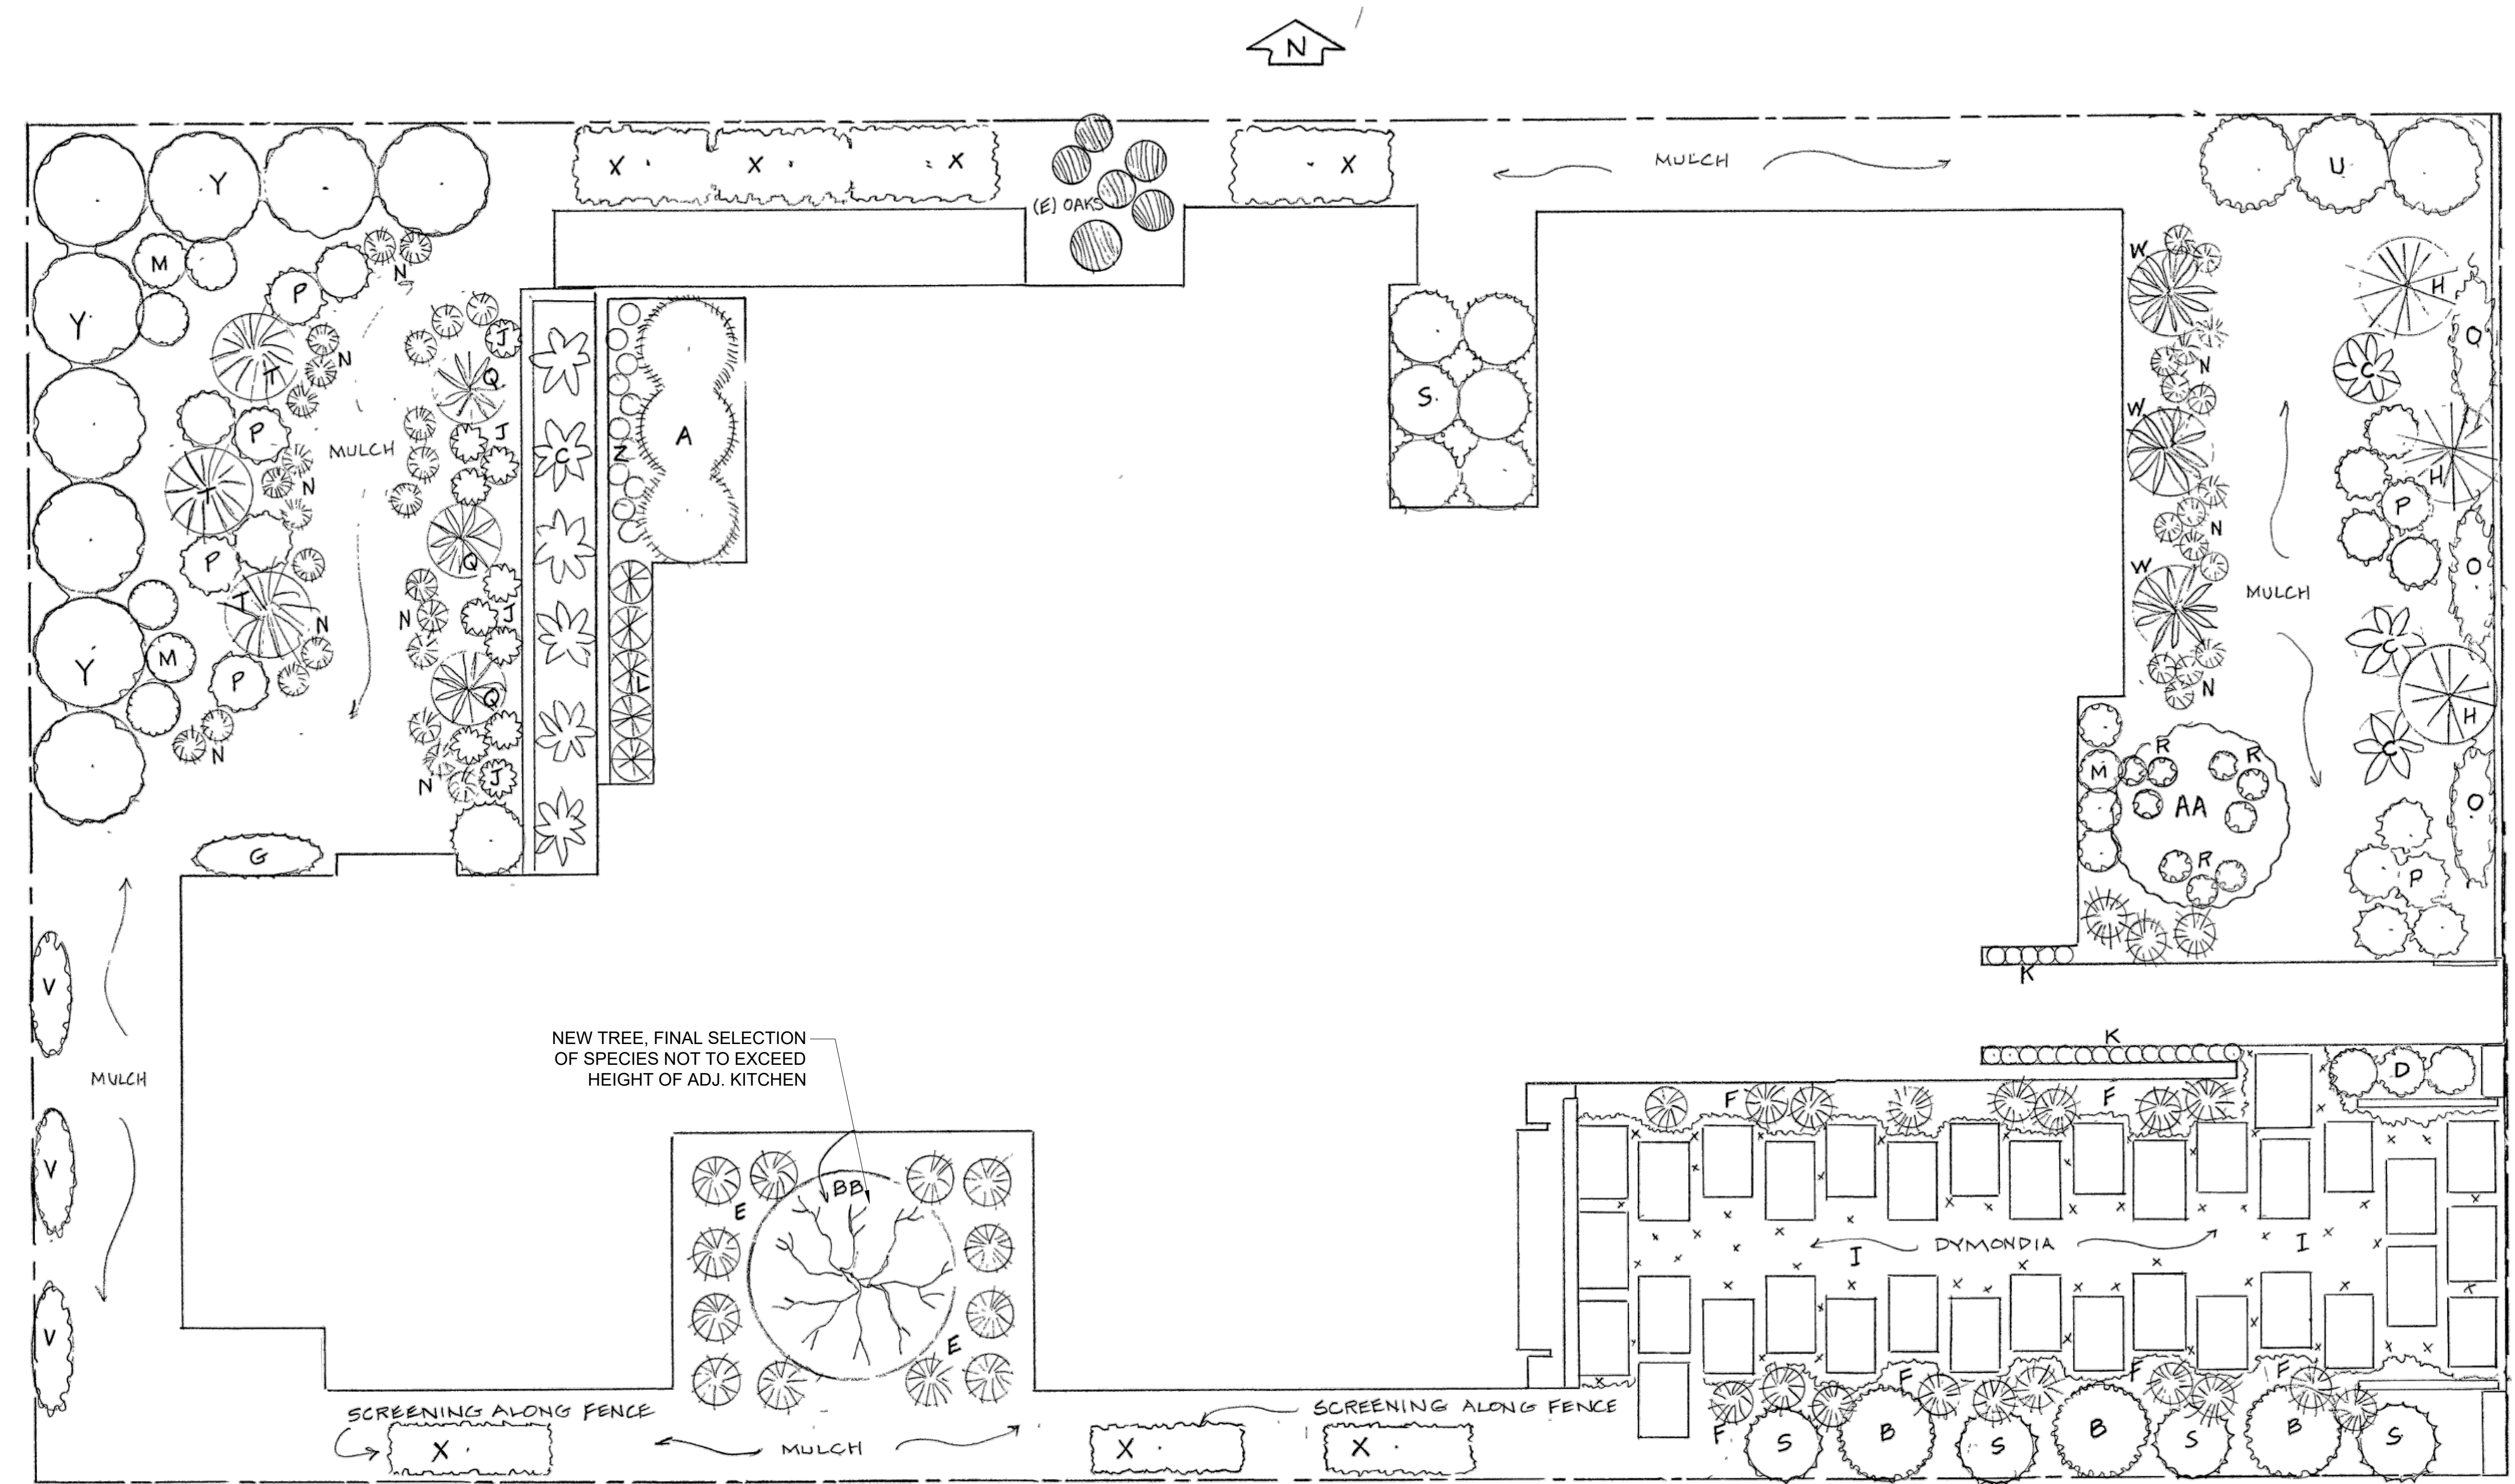 N
X X X
(E) OAKS
X
MULCH
U
Y
M
N
P
Y
J
T
N
Q
W
H
O
C
N
W
P
MULCH
J
C
Z
A
S
H
P
T
N
N
O
P
Q
W
MULCH
T
N
N
J
C
Y
M
P
Q
L
N
H
N
N
J
R
R
C
M
AA
O
G
R
P
V
K
NEW TREE, FINAL SELECTION
OF SPECIES NOT TO EXCEED
HEIGHT OF ADJ. KITCHEN
K
MULCH
D
F
F
V
BB
E
I
DYMONDIA
I
V
E
F
F
F
SCREENING ALONG FENCE
SCREENING ALONG FENCE
X
MULCH
X
X
F
S
B
S
B
S
B
S